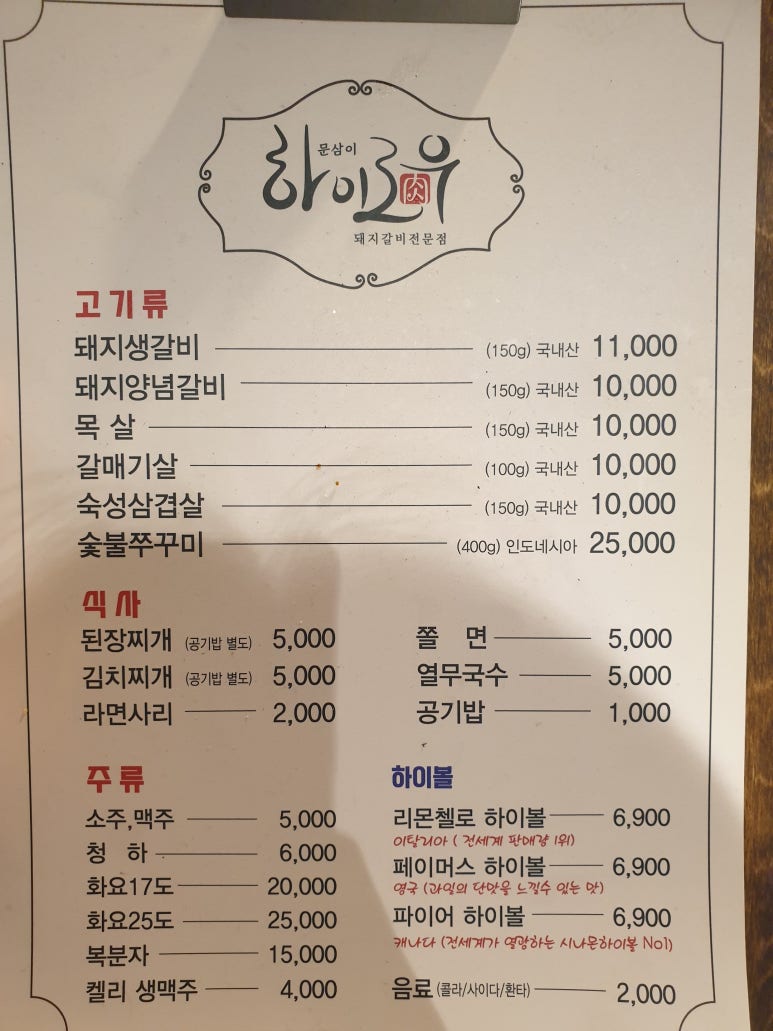 문삼이
하이로우
肉
돼지갈비전문점
고기류
돼지생갈비 (150g) 국내산 11,000
돼지양념갈비 (150g) 국내산 10,000
목 살 (150g) 국내산 10,000
갈매기살 (100g) 국내산 10,000
숙성삼겹살 (150g) 국내산 10,000
숯불쭈꾸미 (400g) 인도네시아 25,000
식사
된장찌개 (공기밥 별도) 5,000
김치찌개 (공기밥 별도) 5,000
라면사리 2,000
쫄 면 5,000
열무국수 5,000
공기밥 1,000
주류
소주,맥주 5,000
청 하 6,000
화요17도 20,000
화요25도 25,000
복분자 15,000
켈리 생맥주 4,000
하이볼
리몬첼로 하이볼 6,900
이탈리아 ( 전세계 판매량 1위)
페이머스 하이볼 6,900
영국 (과일의 단맛을 느낄수 있는 맛)
파이어 하이볼 6,900
캐나다 (전세계가 열광하는 시나몬하이볼 No1)
음료 (콜라/사이다/환타) 2,000